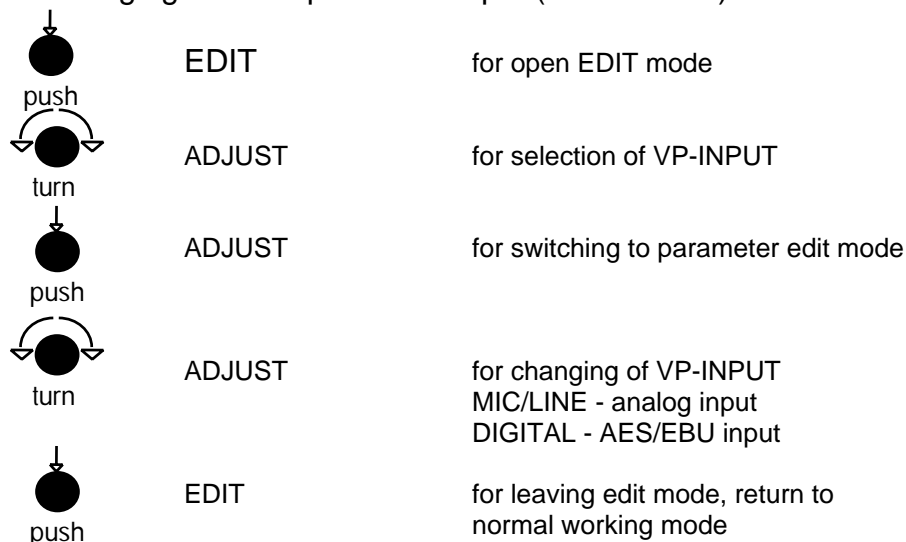 push EDIT for open EDIT mode
turn ADJUST for selection of VP-INPUT
push ADJUST for switching to parameter edit mode
turn ADJUST for changing of VP-INPUT
MIC/LINE - analog input
DIGITAL - AES/EBU input
push EDIT for leaving edit mode, return to
normal working mode